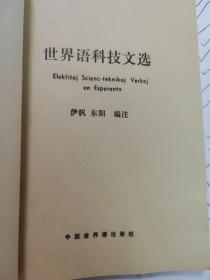 世界语科技文选
Elektitaj Scienc-teknikaj Verkoj
en Esperanto
伊帆 东阳 编注
中国世界语出版社